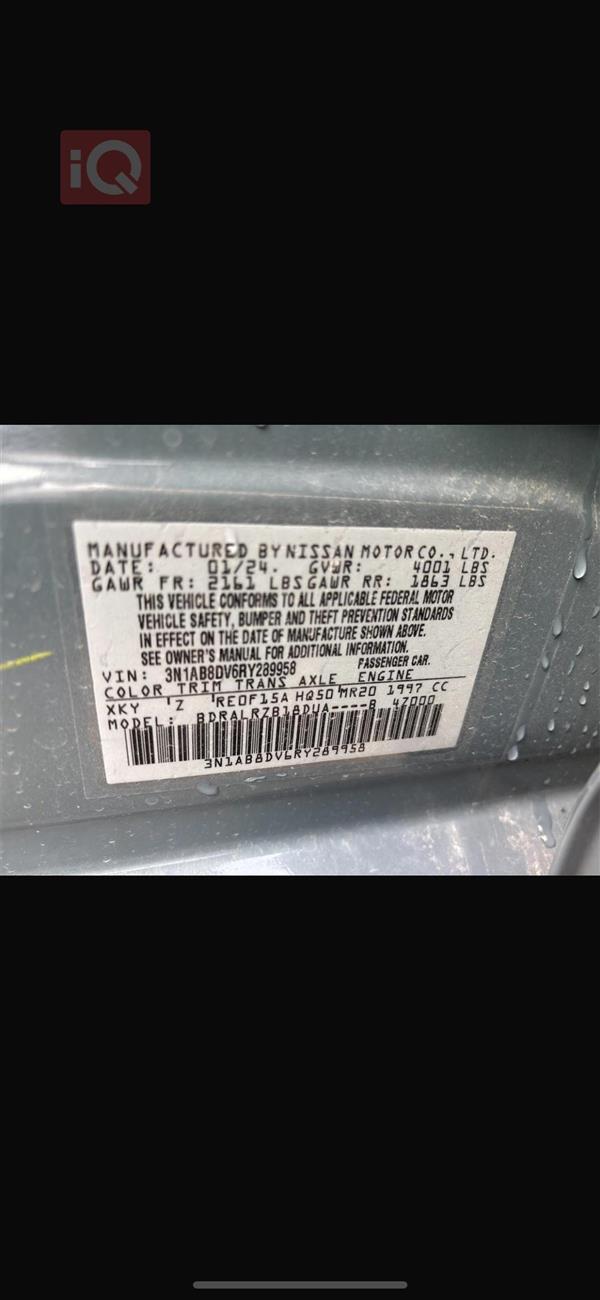 iQ
MANUFACTURED BY NISSAN MOTOR CO., LTD.
DATE: 01/24. GVWR: 4001 LBS
GAWR FR: 2161 LBS GAWR RR: 1863 LBS
THIS VEHICLE CONFORMS TO ALL APPLICABLE FEDERAL MOTOR
VEHICLE SAFETY, BUMPER AND THEFT PREVENTION STANDARDS
IN EFFECT ON THE DATE OF MANUFACTURE SHOWN ABOVE.
SEE OWNER'S MANUAL FOR ADDITIONAL INFORMATION.
VIN: 3N1AB8DV6RY289958 PASSENGER CAR.
COLOR TRIM TRANS AXLE ENGINE
XKY Z RE0F15A HQ50 MR20 1997 CC
MODEL: BDRALRZB18DUA----B 47000
3N1AB8DV6RY289958